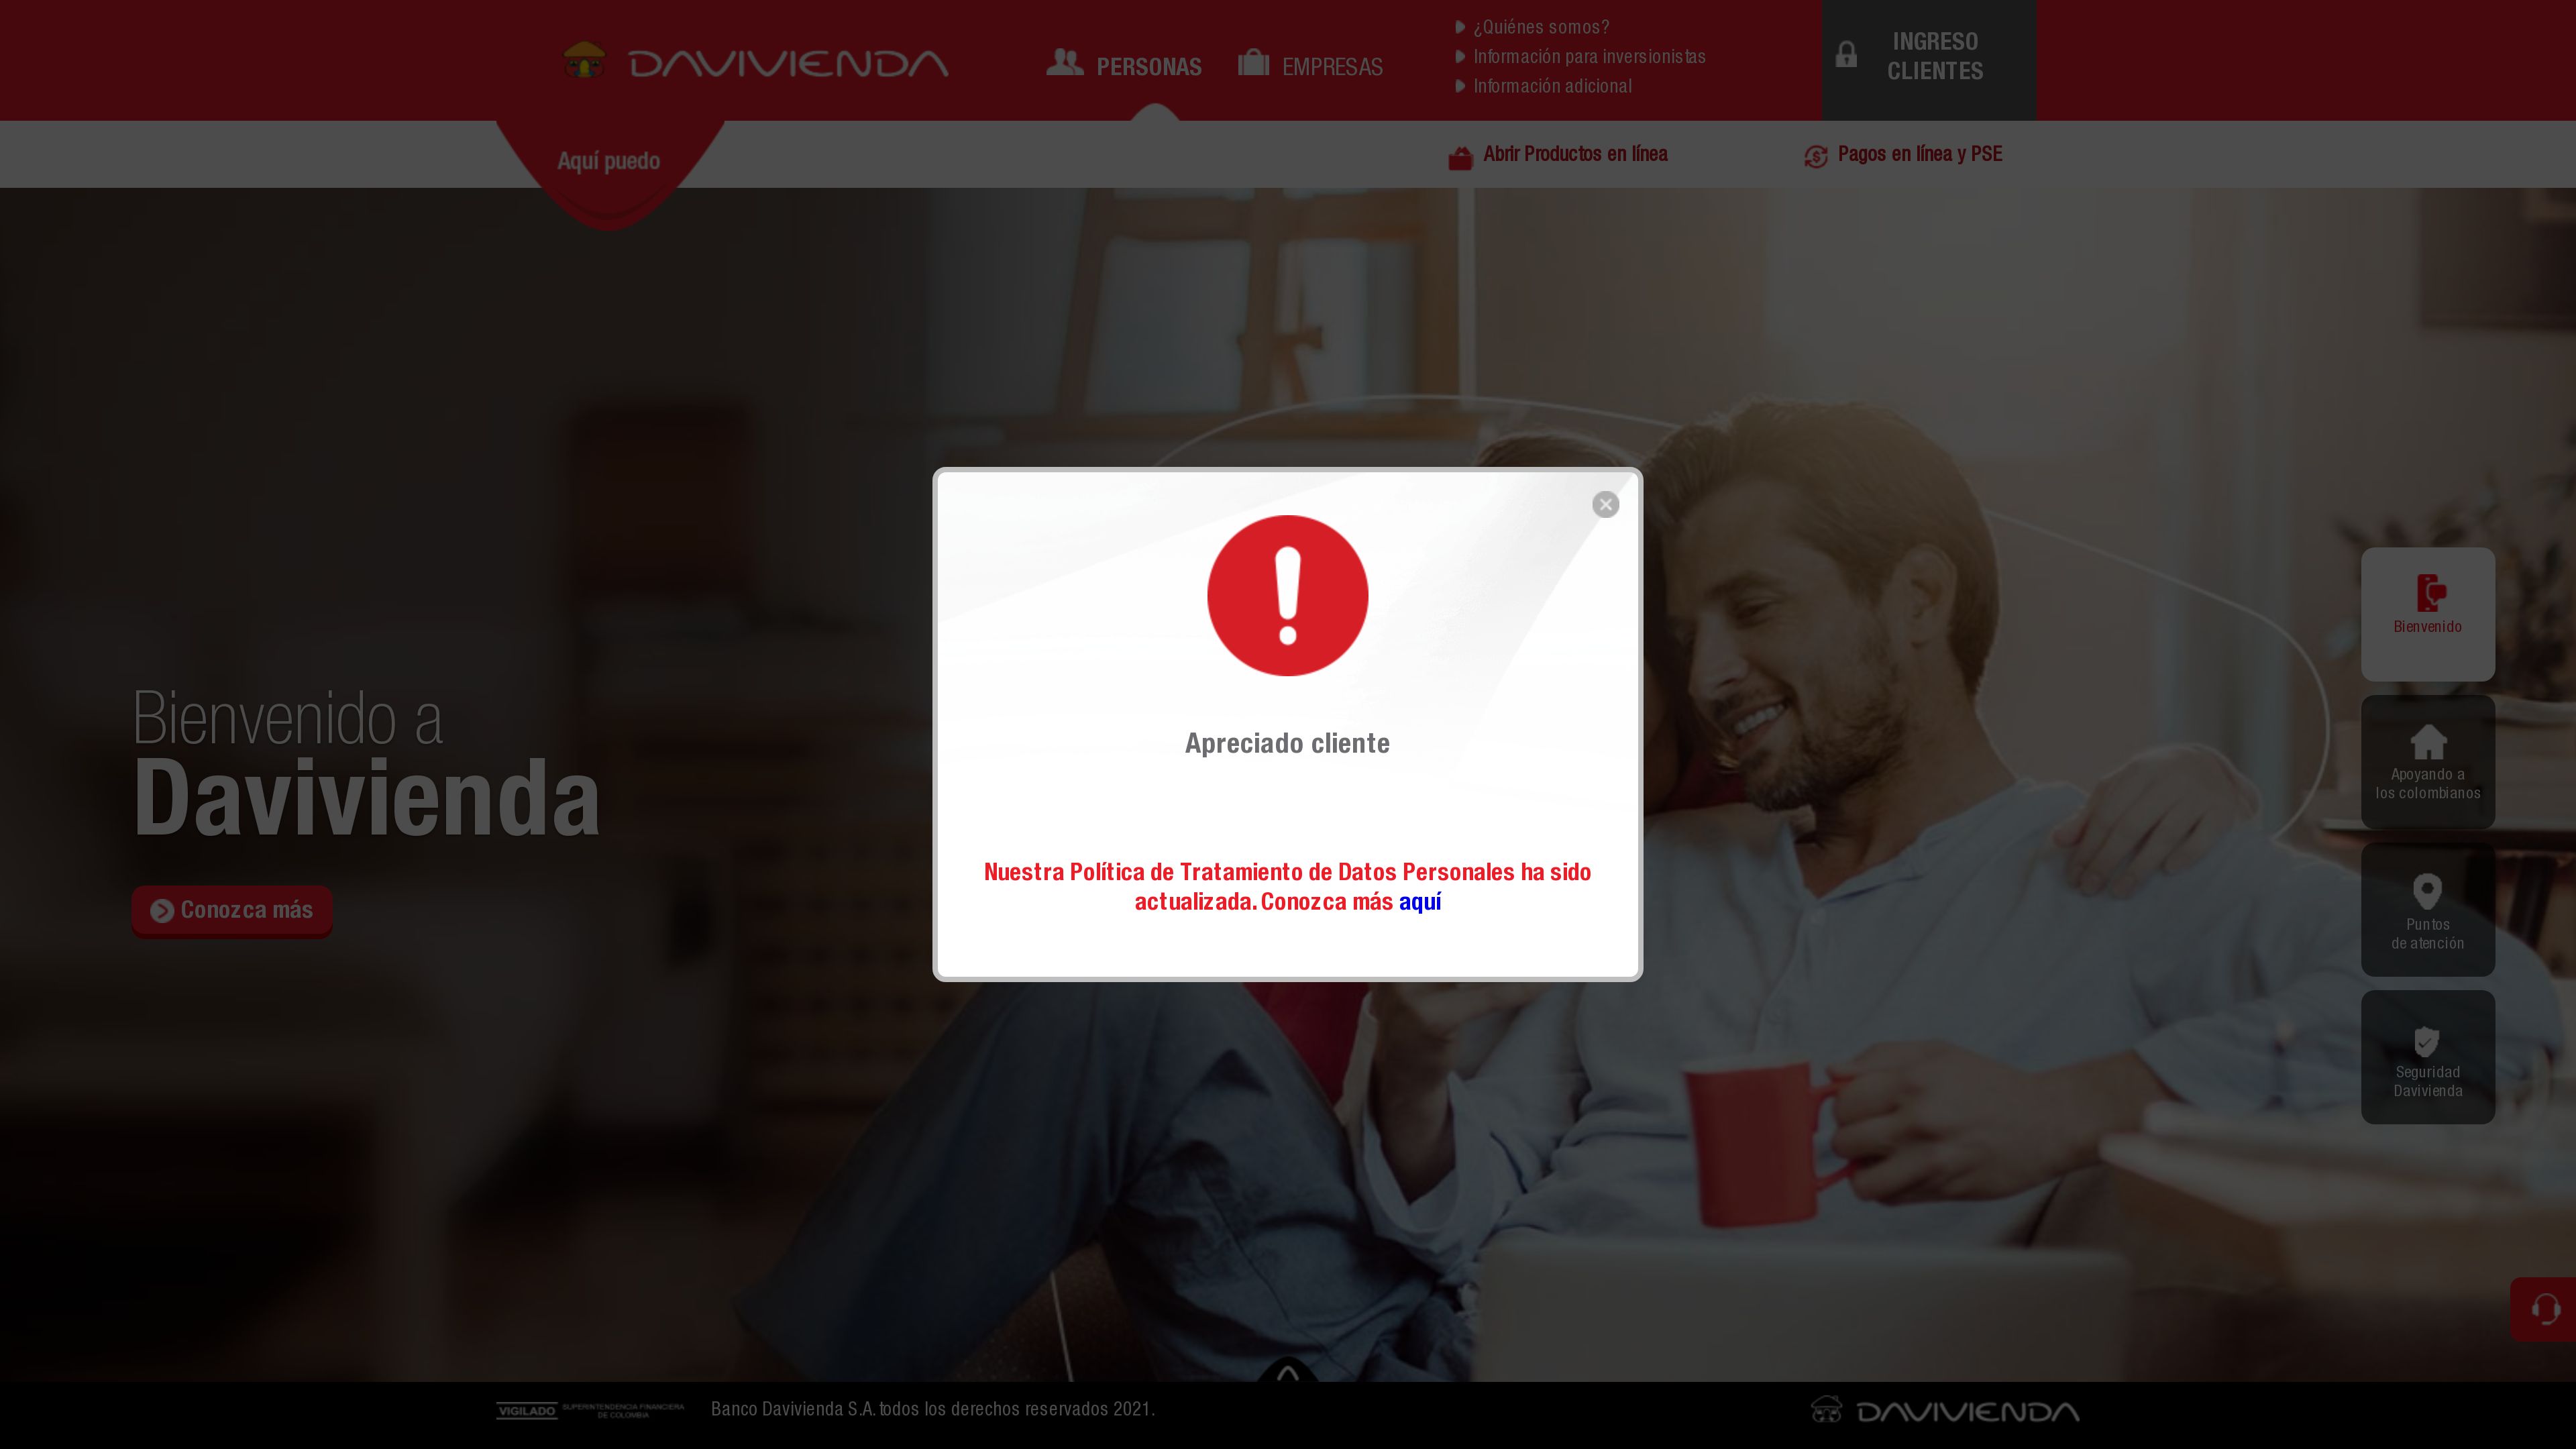 DAVIVIENDA
PERSONAS
EMPRESAS
¿Quiénes somos?
Información para inversionistas
Información adicional
INGRESO
CLIENTES
Aquí puedo
Abrir Productos en línea
Pagos en línea y PSE
Apreciado cliente
Nuestra Política de Tratamiento de Datos Personales ha sido
actualizada. Conozca más aquí
Bienvenido a
Davivienda
Conozca más
Bienvenido
Apoyando a
los colombianos
Puntos
de atención
Seguridad
Davivienda
VIGILADO
SUPERINTENDENCIA FINANCIERA
DE COLOMBIA
Banco Davivienda S.A. todos los derechos reservados 2021.
DAVIVIENDA